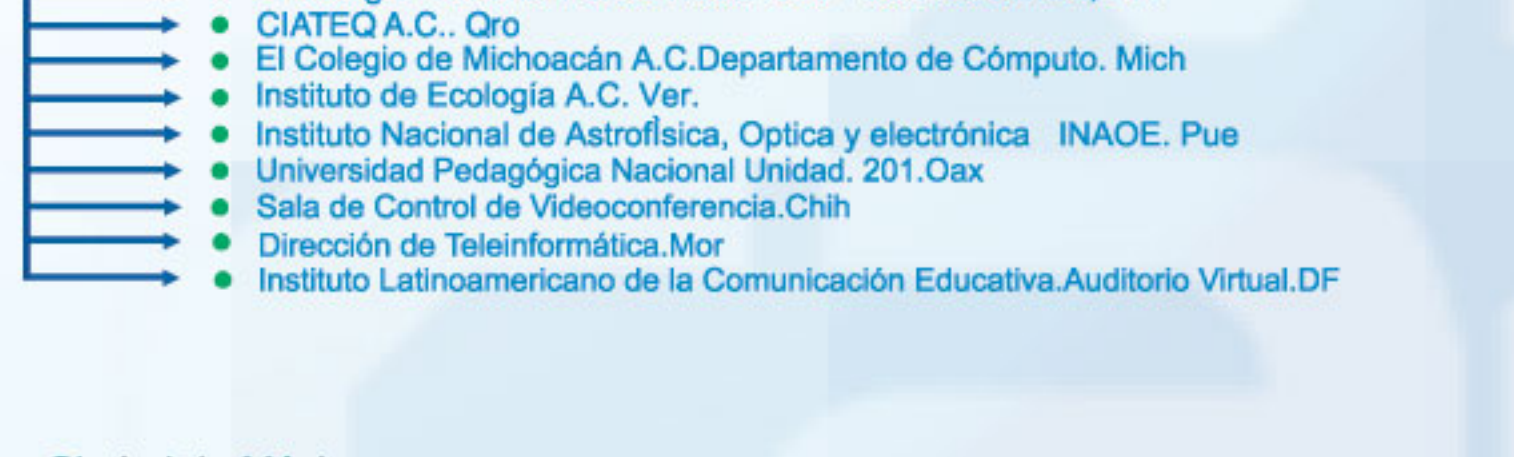 CIATEQ A.C.. Qro
El Colegio de Michoacán A.C.Departamento de Cómputo. Mich
Instituto de Ecología A.C. Ver.
Instituto Nacional de AstrofÌsica, Optica y electrónica INAOE. Pue
Universidad Pedagógica Nacional Unidad. 201.Oax
Sala de Control de Videoconferencia.Chih
Dirección de Teleinformática.Mor
Instituto Latinoamericano de la Comunicación Educativa.Auditorio Virtual.DF